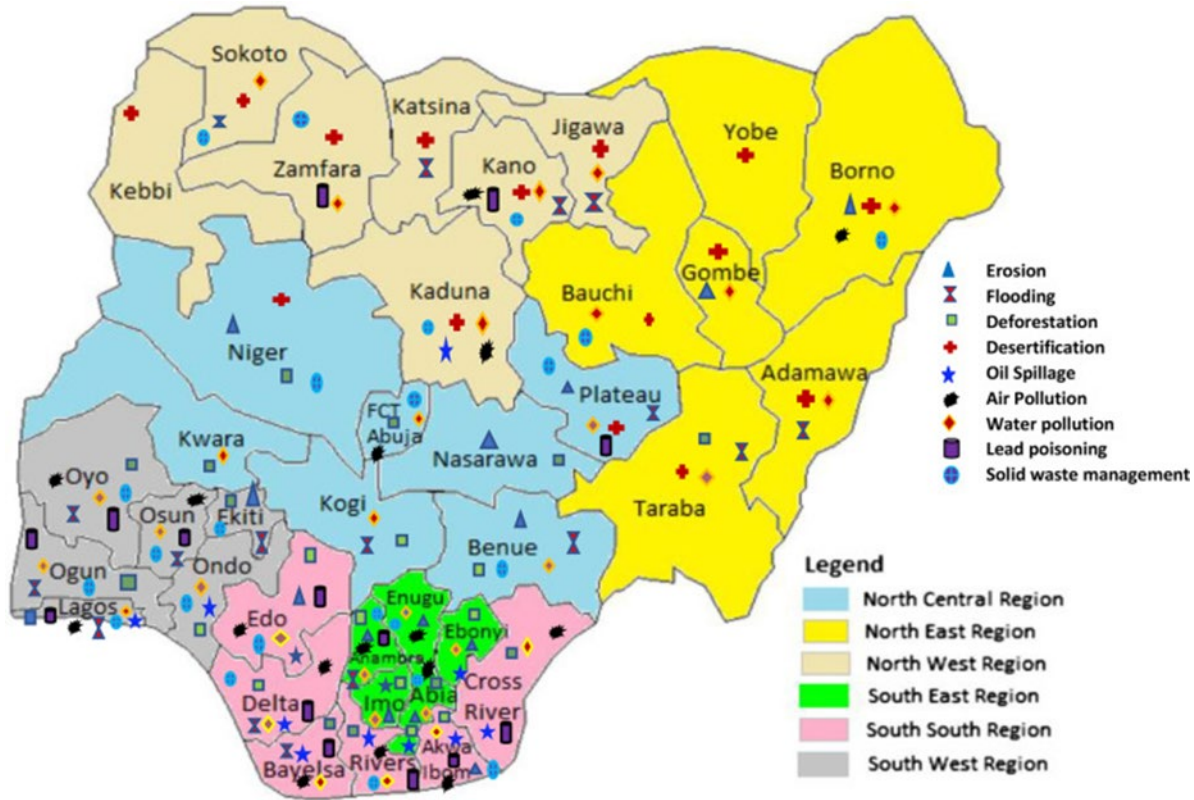 Sokoto
Katsina
Jigawa
Yobe
Kano
Zamfara
Borno
Kebbi
Gombe
Kaduna
Bauchi
Niger
Adamawa
Plateau
FCT
Abuja
Kwara
Nasarawa
Oyo
Kogi
Taraba
Osun
Ekiti
Benue
Ogun
Ondo
Lagos
Enugu
Edo
Ebonyi
Anambra
Cross
River
Delta
Imo
Abia
Akwa
Ibom
Rivers
Bayelsa
Erosion
Flooding
Deforestation
Desertification
Oil Spillage
Air Pollution
Water pollution
Lead poisoning
Solid waste management
Legend
North Central Region
North East Region
North West Region
South East Region
South South Region
South West Region